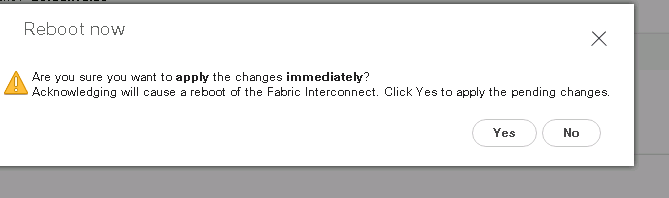 Reboot now
Are you sure you want to apply the changes immediately?
Acknowledging will cause a reboot of the Fabric Interconnect. Click Yes to apply the pending changes.
Yes No